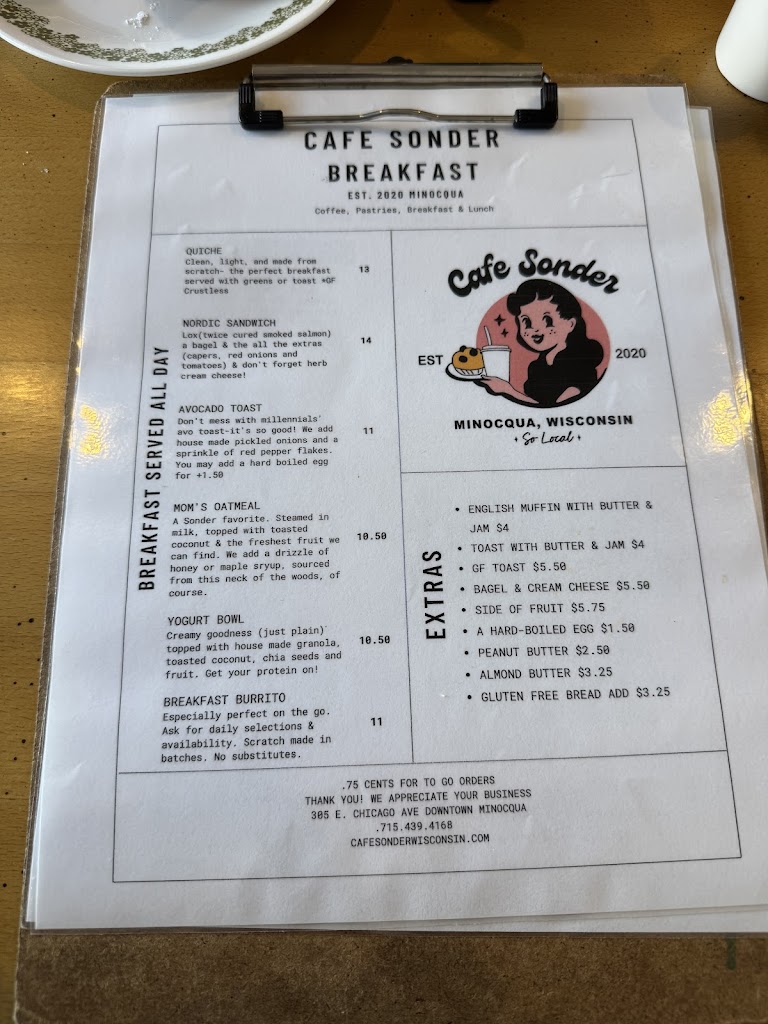 CAFE SONDER
BREAKFAST
EST. 2020 MINOCQUA
Coffee, Pastries, Breakfast & Lunch
BREAKFAST SERVED ALL DAY
QUICHE
Clean, light, and made from
scratch- the perfect breakfast
served with greens or toast *GF
Crustless
13
NORDIC SANDWICH
Lox(twice cured smoked salmon)
a bagel & the all the extras
(capers, red onions and
tomatoes) & don't forget herb
cream cheese!
14
AVOCADO TOAST
Don't mess with millennials'
avo toast-it's so good! We add
house made pickled onions and a
sprinkle of red pepper flakes.
You may add a hard boiled egg
for +1.50
11
MOM'S OATMEAL
A Sonder favorite. Steamed in
milk, topped with toasted
coconut & the freshest fruit we
can find. We add a drizzle of
honey or maple sryup, sourced
from this neck of the woods, of
course.
10.50
YOGURT BOWL
Creamy goodness (just plain)
topped with house made granola,
toasted coconut, chia seeds and
fruit. Get your protein on!
10.50
BREAKFAST BURRITO
Especially perfect on the go.
Ask for daily selections &
availability. Scratch made in
batches. No substitutes.
11
Cafe Sonder
EST 2020
MINOCQUA, WISCONSIN
So Local
EXTRAS
• ENGLISH MUFFIN WITH BUTTER &
JAM $4
• TOAST WITH BUTTER & JAM $4
• GF TOAST $5.50
• BAGEL & CREAM CHEESE $5.50
• SIDE OF FRUIT $5.75
• A HARD-BOILED EGG $1.50
• PEANUT BUTTER $2.50
• ALMOND BUTTER $3.25
• GLUTEN FREE BREAD ADD $3.25
.75 CENTS FOR TO GO ORDERS
THANK YOU! WE APPRECIATE YOUR BUSINESS
305 E. CHICAGO AVE DOWNTOWN MINOCQUA
.715.439.4168
CAFESONDERWISCONSIN.COM